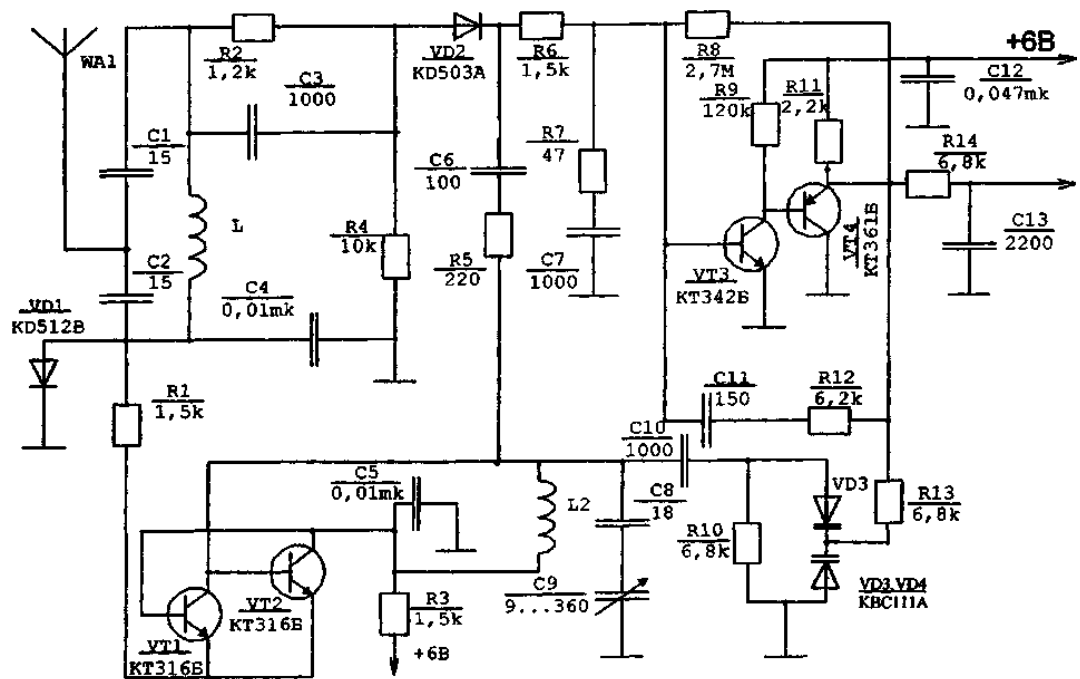 WA1
R2
1,2k
C3
1000
VD2
KD503A
R6
1,5k
R8
2,7M
+6B
C12
0,047mk
R9
120k
R11
2,2k
C1
15
R7
47
R14
6,8k
C6
100
L
R4
10k
R5
220
C2
15
C4
0,01mk
C7
1000
VT3
KT342B
VT4
KT361B
C13
2200
VD1
KD512B
R1
1,5k
C11
150
R12
6,2k
C10
1000
C5
0,01mk
L2
C8
18
R10
6,8k
VD3
R13
6,8k
VT2
KT316B
R3
1,5k
C9
9...360
VD3.VD4
KBC111A
VT1
KT316B
+6B